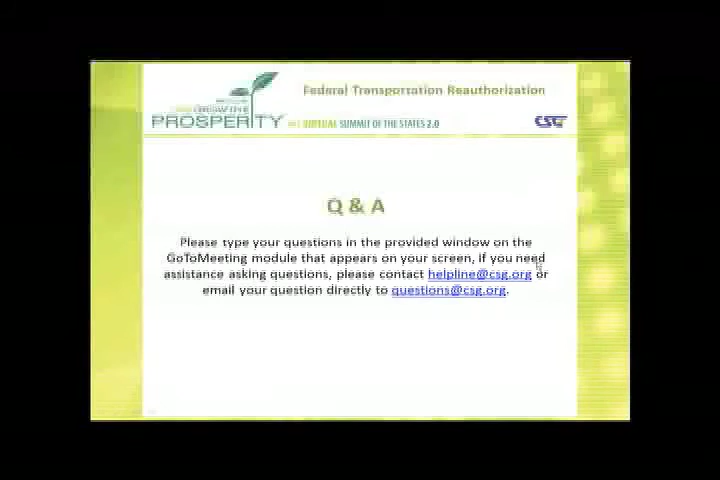 Federal Transportation Reauthorization
GROWING
PROSPERITY
VIRTUAL SUMMIT OF THE STATES 2.0
CSG
Q & A
Please type your questions in the provided window on the
GoToMeeting module that appears on your screen, if you need
assistance asking questions, please contact helpline@csg.org or
email your question directly to questions@csg.org.